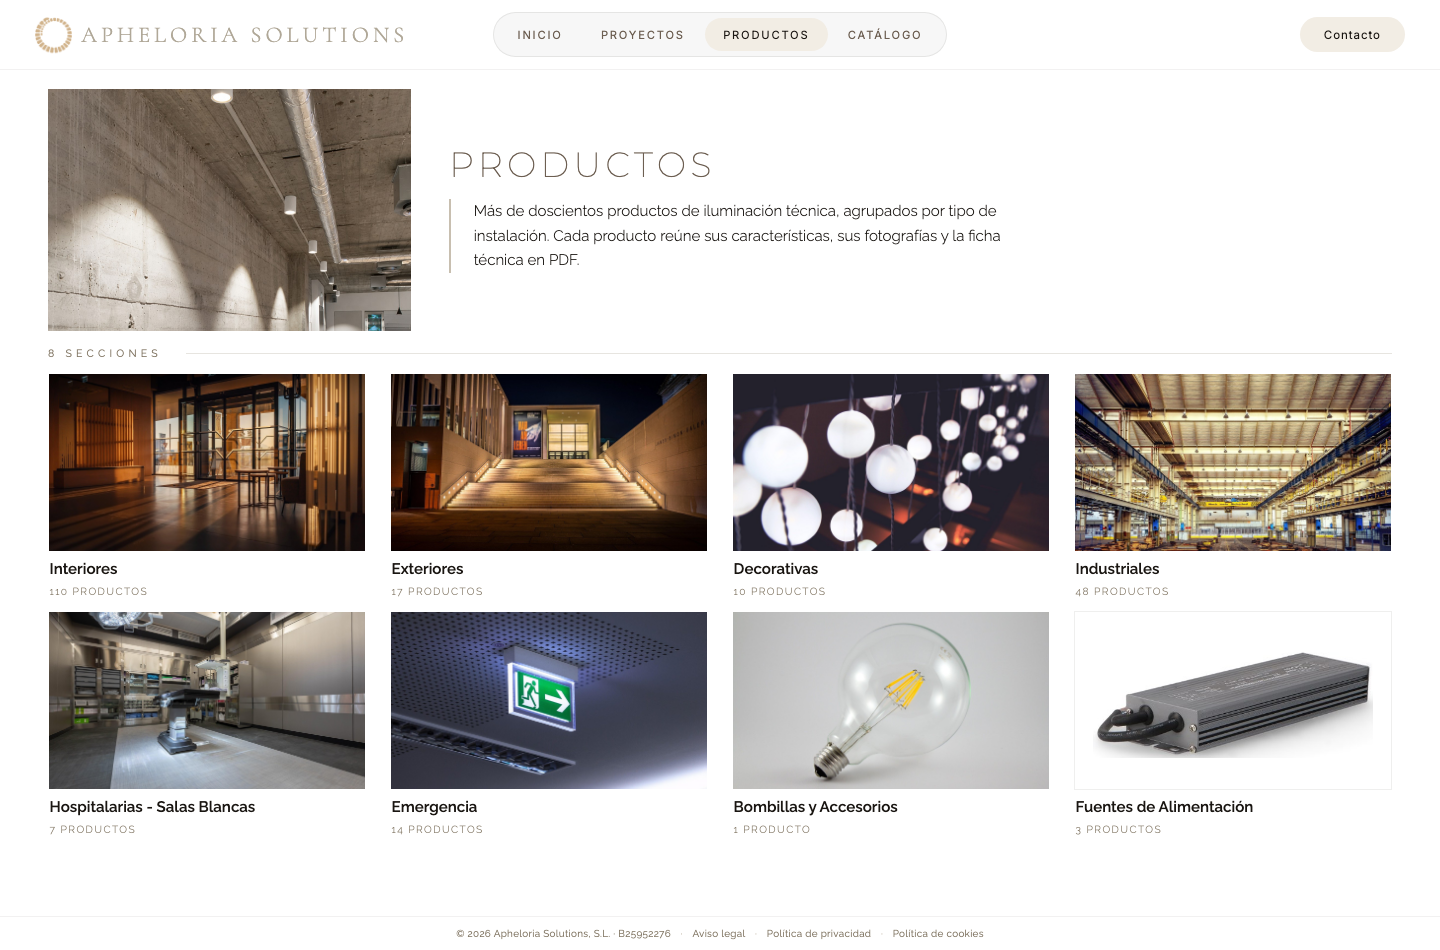 APHELORIA SOLUTIONS
INICIO
PROYECTOS
PRODUCTOS
CATÁLOGO
Contacto
PRODUCTOS
Más de doscientos productos de iluminación técnica, agrupados por tipo de
instalación. Cada producto reúne sus características, sus fotografías y la ficha
técnica en PDF.
8 SECCIONES
Interiores
110 PRODUCTOS
Exteriores
17 PRODUCTOS
Decorativas
10 PRODUCTOS
Industriales
48 PRODUCTOS
Hospitalarias - Salas Blancas
7 PRODUCTOS
Emergencia
14 PRODUCTOS
Bombillas y Accesorios
1 PRODUCTO
Fuentes de Alimentación
3 PRODUCTOS
© 2026 Apheloria Solutions, S.L. · B25952276 · Aviso legal · Política de privacidad · Política de cookies